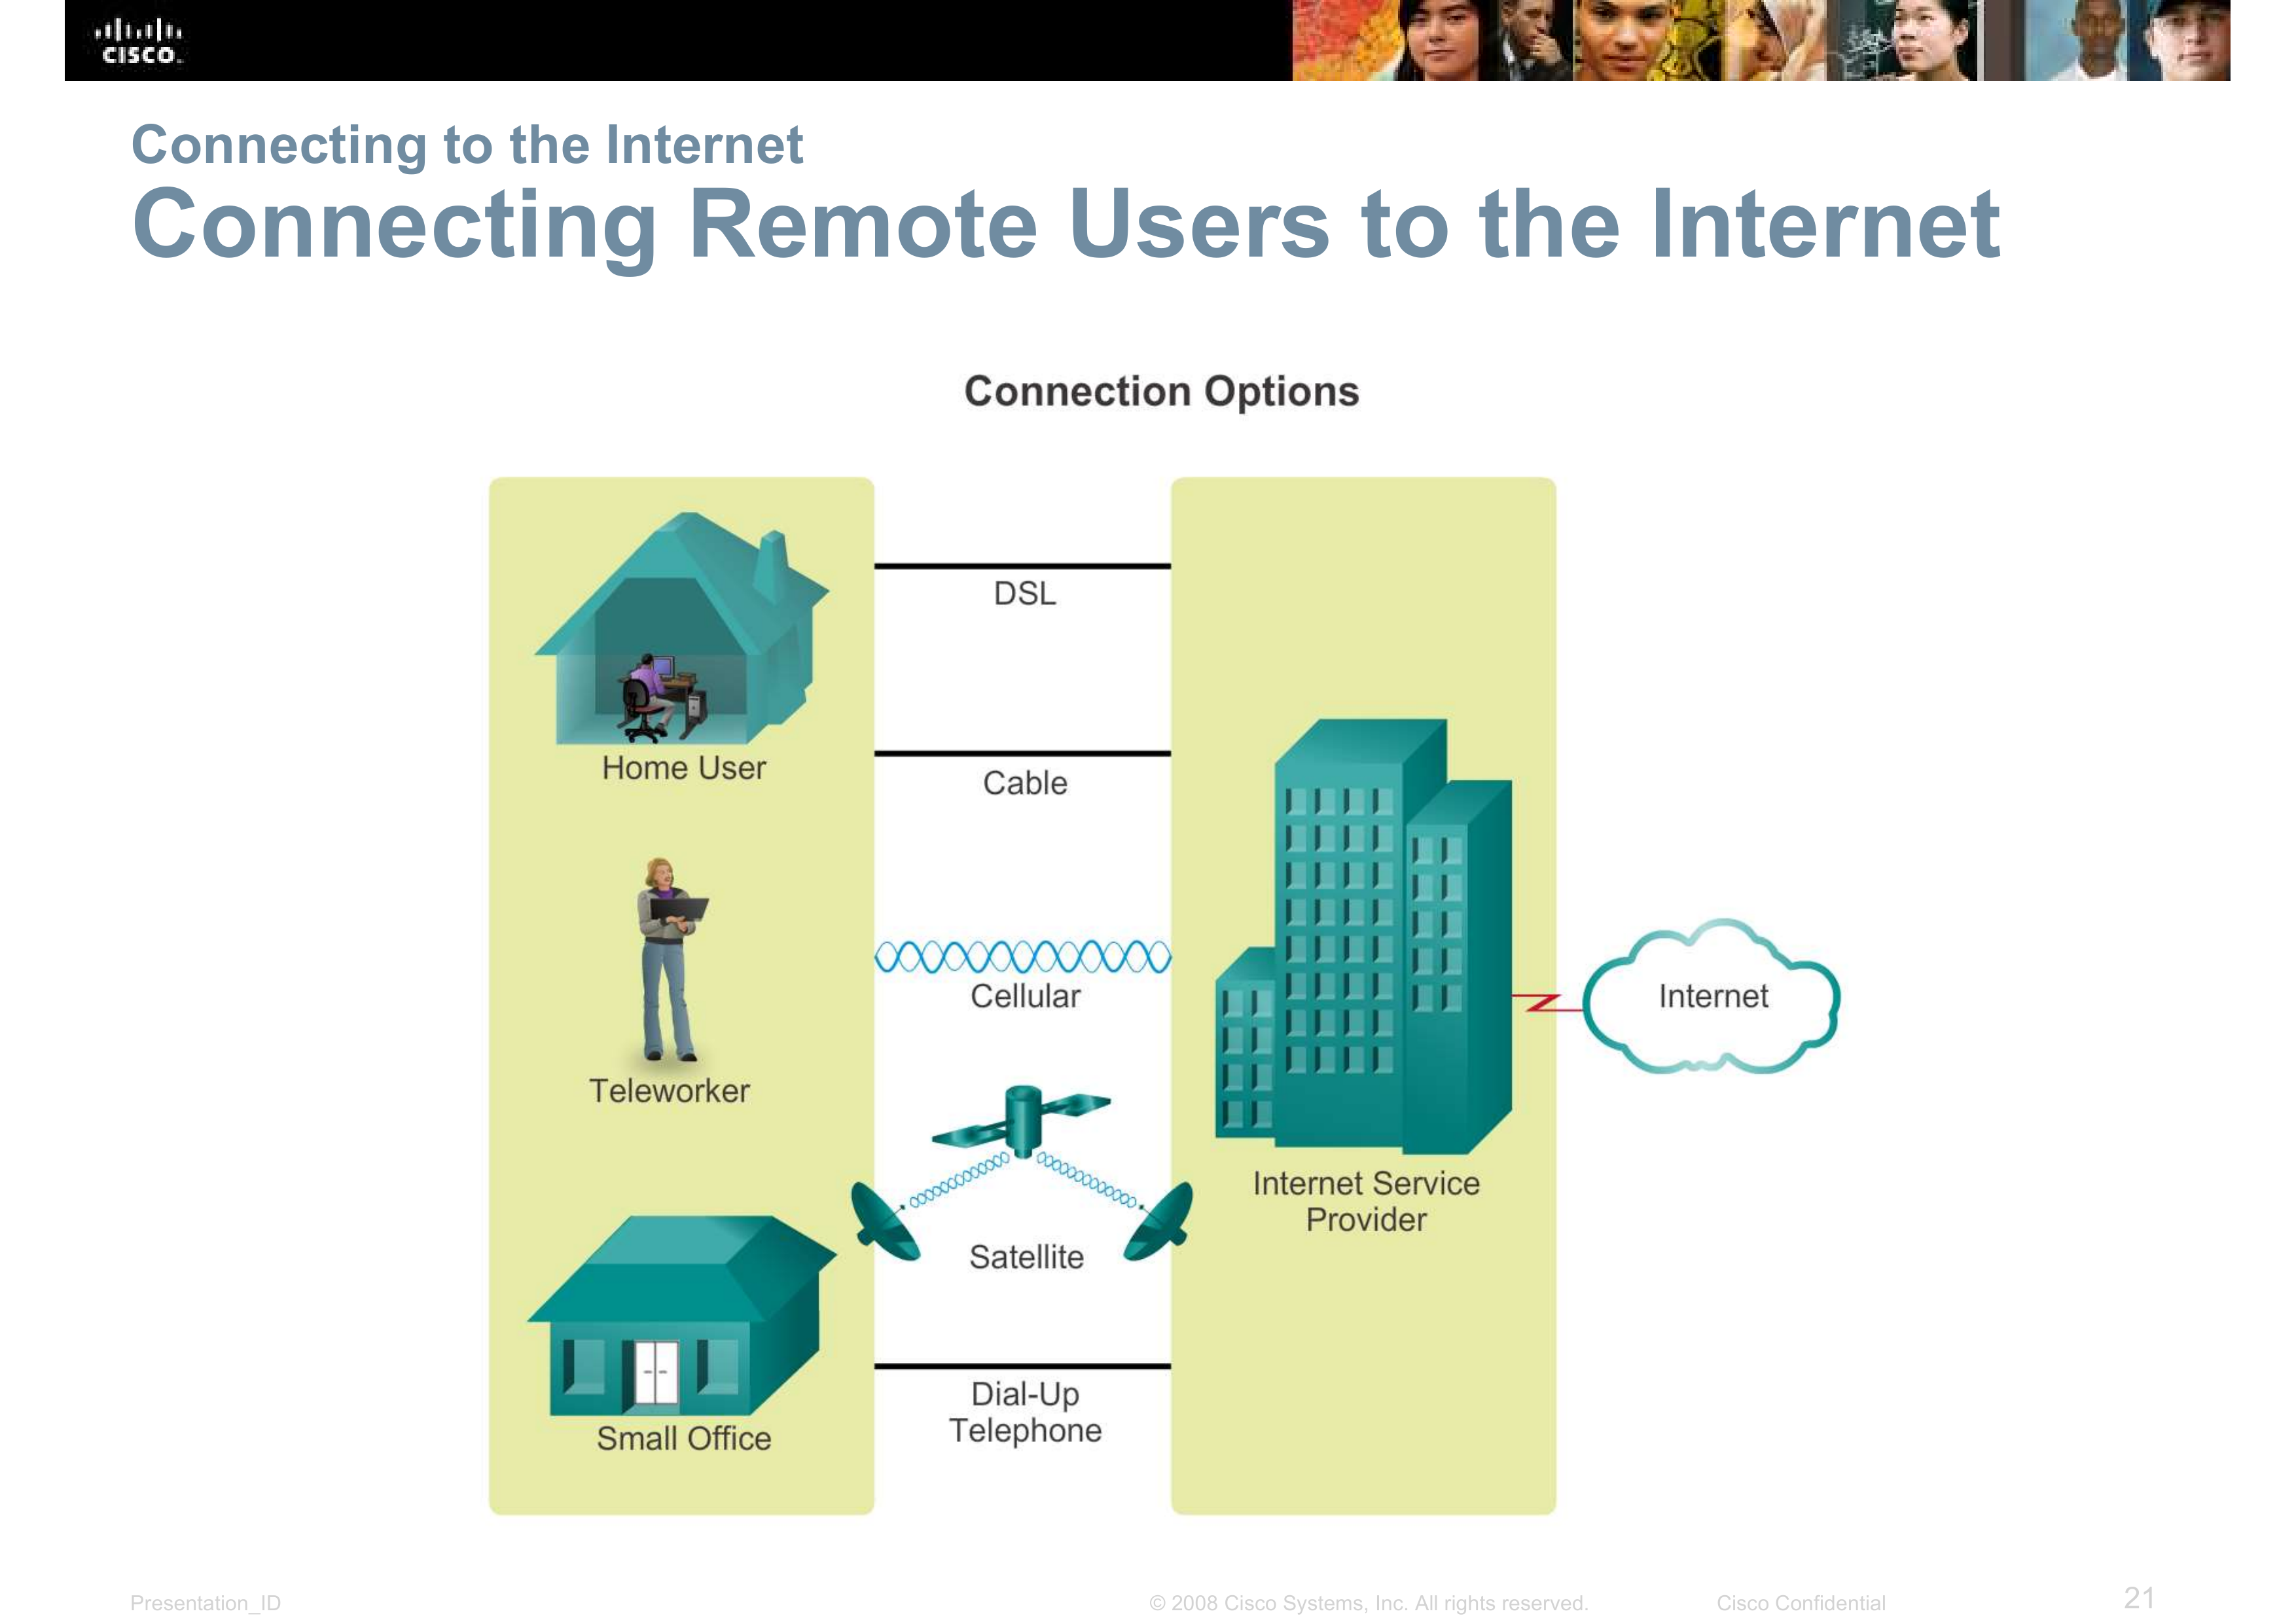 CISCO
Connecting to the Internet
Connecting Remote Users to the Internet
Connection Options
DSL
Home User
Cable
Cellular
Internet
Teleworker
Internet Service
Provider
Satellite
Dial-Up
Telephone
Small Office
Presentation_ID
© 2008 Cisco Systems, Inc. All rights reserved.
Cisco Confidential
21